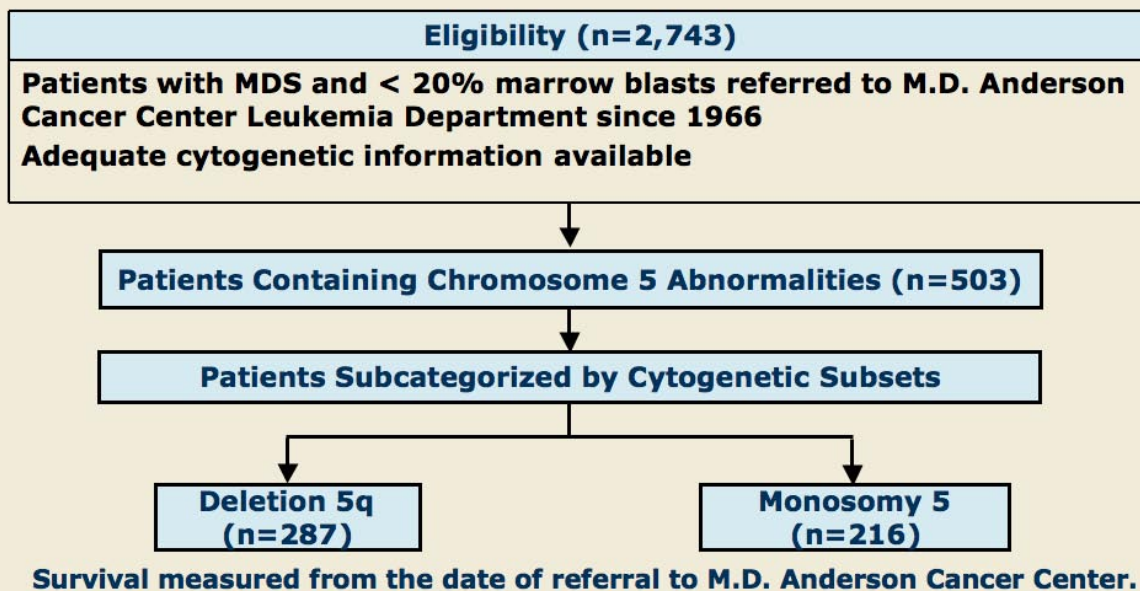 Eligibility (n=2,743)
Patients with MDS and < 20% marrow blasts referred to M.D. Anderson
Cancer Center Leukemia Department since 1966
Adequate cytogenetic information available
Patients Containing Chromosome 5 Abnormalities (n=503)
Patients Subcategorized by Cytogenetic Subsets
Deletion 5q
(n=287)
Monosomy 5
(n=216)
Survival measured from the date of referral to M.D. Anderson Cancer Center.